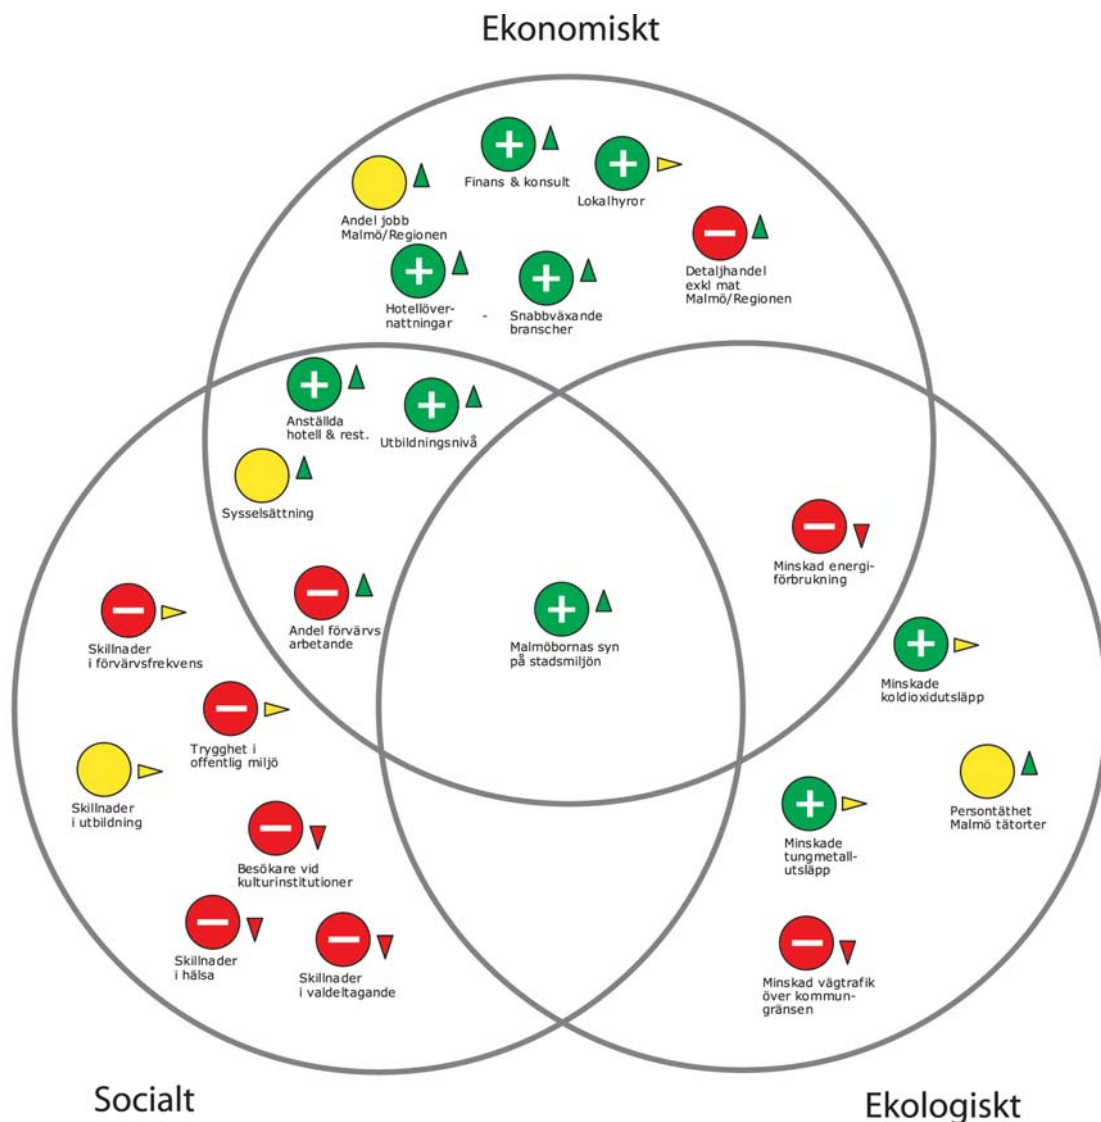 Ekonomiskt
Finans & konsult
Lokalhyror
Andel jobb
Malmö/Regionen
Detaljhandel
exkl mat
Malmö/Regionen
Hotellöver-
nattningar
-
Snabbväxande
branscher
Anställda
hotell & rest.
Utbildningsnivå
Sysselsättning
Minskad energi-
förbrukning
Andel förvärvs
arbetande
Malmöbornas syn
på stadsmiljön
Skillnader
i förvärvsfrekvens
Minskade
koldioxidutsläpp
Trygghet i
offentlig miljö
Skillnader
i utbildning
Persontäthet
Malmö tätorter
Minskade
tungmetall-
utsläpp
Besökare vid
kulturinstitutioner
Skillnader
i hälsa
Skillnader
i valdeltagande
Minskad vägtrafik
över kommun-
gränsen
Socialt
Ekologiskt